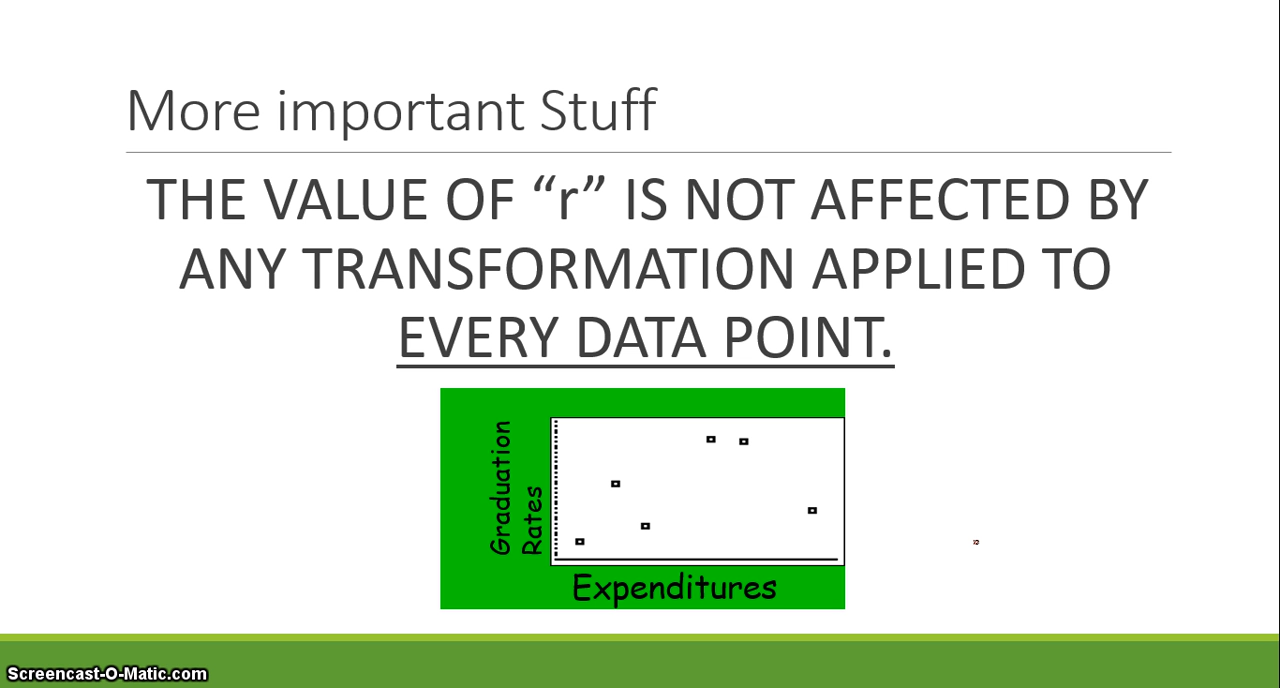 More important Stuff
THE VALUE OF “r” IS NOT AFFECTED BY
ANY TRANSFORMATION APPLIED TO
EVERY DATA POINT.
Graduation
Rates
Expenditures
Screencast-O-Matic.com